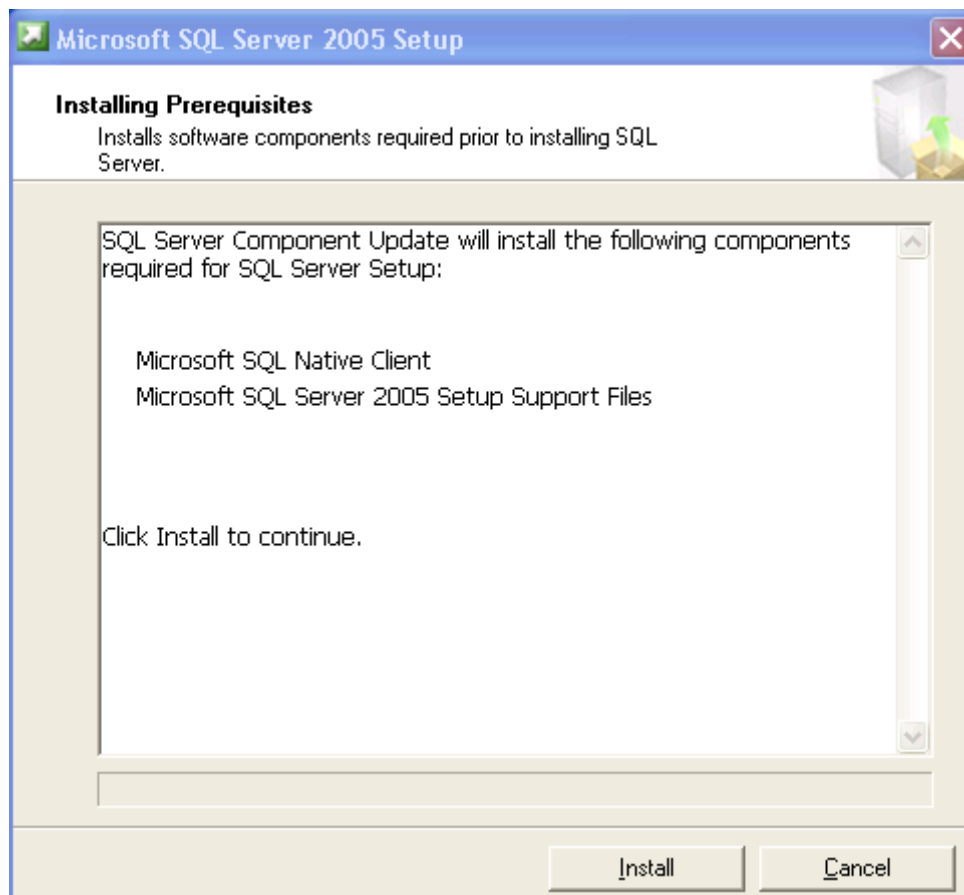 Microsoft SQL Server 2005 Setup
Installing Prerequisites
Installs software components required prior to installing SQL
Server.
SQL Server Component Update will install the following components
required for SQL Server Setup:
Microsoft SQL Native Client
Microsoft SQL Server 2005 Setup Support Files
Click Install to continue.
Install
Cancel